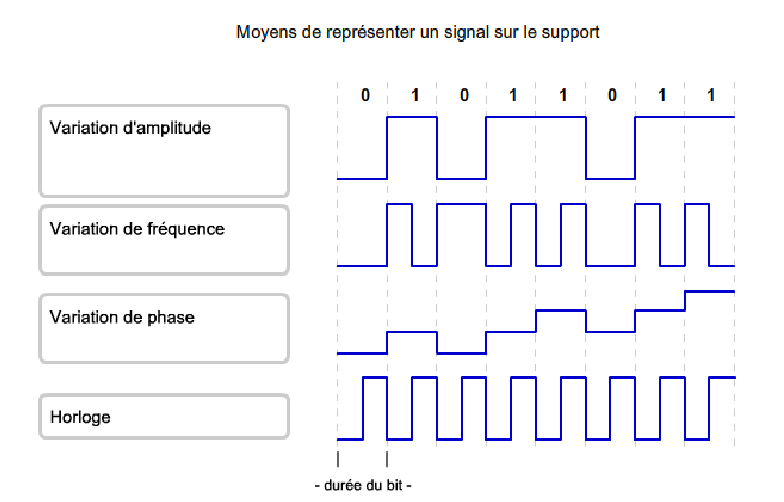 Moyens de représenter un signal sur le support
0 1 0 1 1 0 1 1
Variation d'amplitude
Variation de fréquence
Variation de phase
Horloge
- durée du bit -